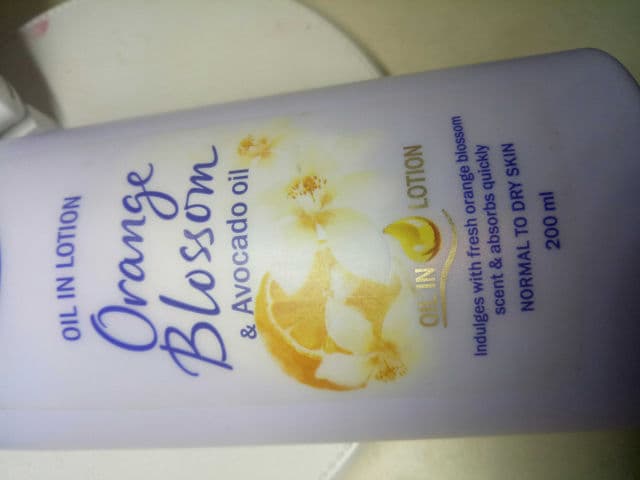 OIL IN LOTION
Orange
Blossom
& Avocado oil
OIL IN LOTION
Indulges with fresh orange blossom
scent & absorbs quickly
NORMAL TO DRY SKIN
200 ml